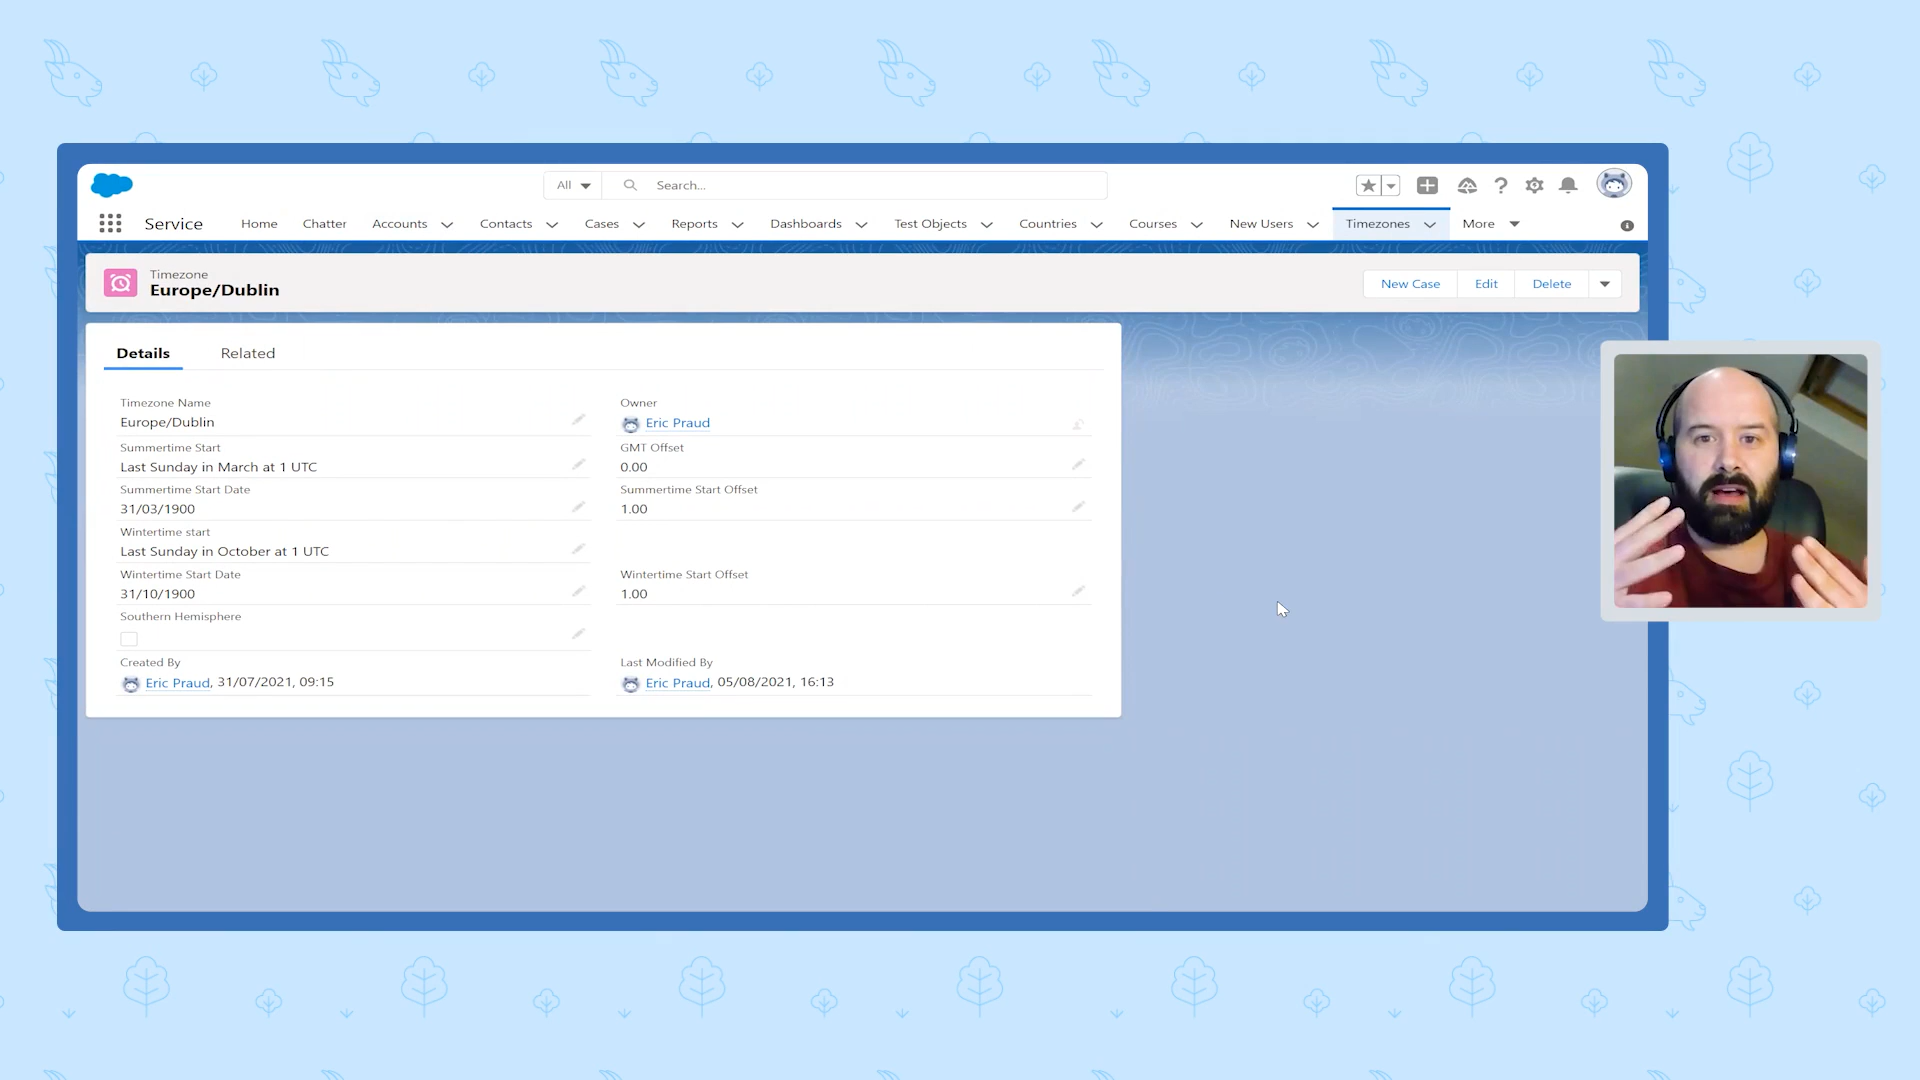 All
Search...
Service
Home
Chatter
Accounts
Contacts
Cases
Reports
Dashboards
Test Objects
Countries
Courses
New Users
Timezones
More
Timezone
Europe/Dublin
New Case
Edit
Delete
Details
Related
Timezone Name
Europe/Dublin
Owner
Eric Praud
Summertime Start
Last Sunday in March at 1 UTC
GMT Offset
0.00
Summertime Start Date
31/03/1900
Summertime Start Offset
1.00
Wintertime start
Last Sunday in October at 1 UTC
Wintertime Start Date
31/10/1900
Wintertime Start Offset
1.00
Southern Hemisphere
Created By
Eric Praud, 31/07/2021, 09:15
Last Modified By
Eric Praud, 05/08/2021, 16:13